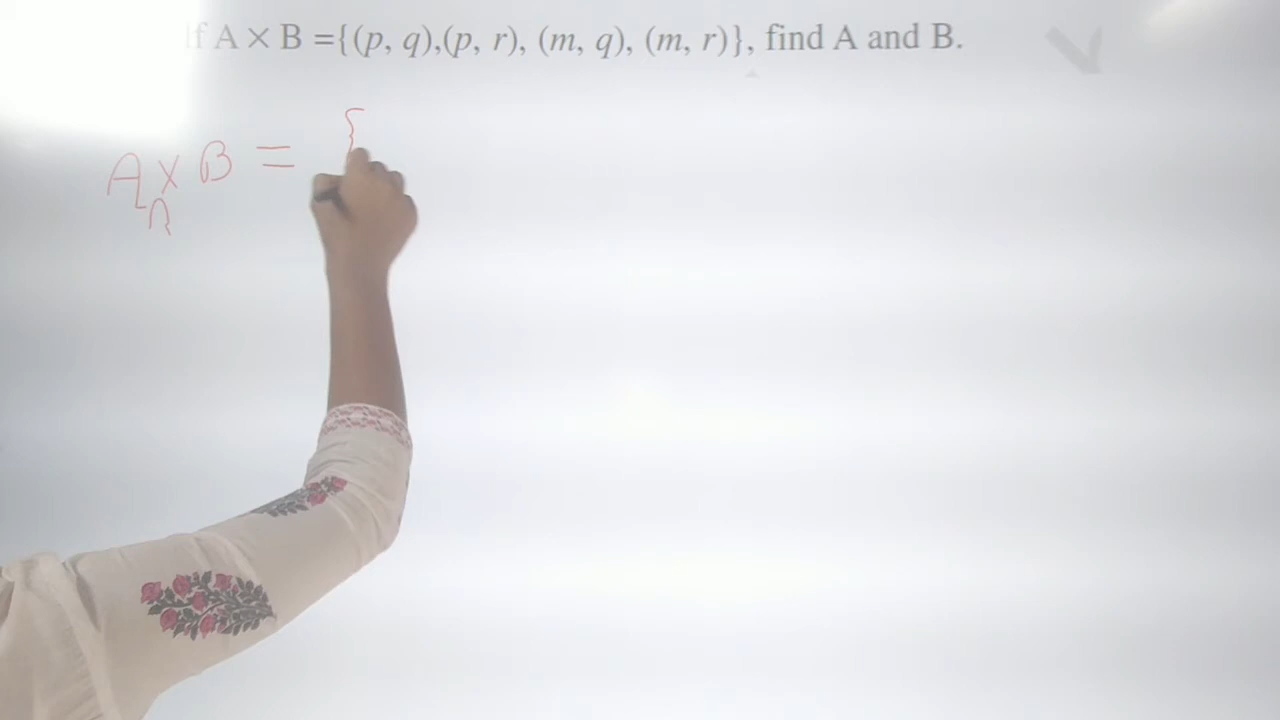 If A × B ={(p, q),(p, r), (m, q), (m, r)}, find A and B.
A × B = {